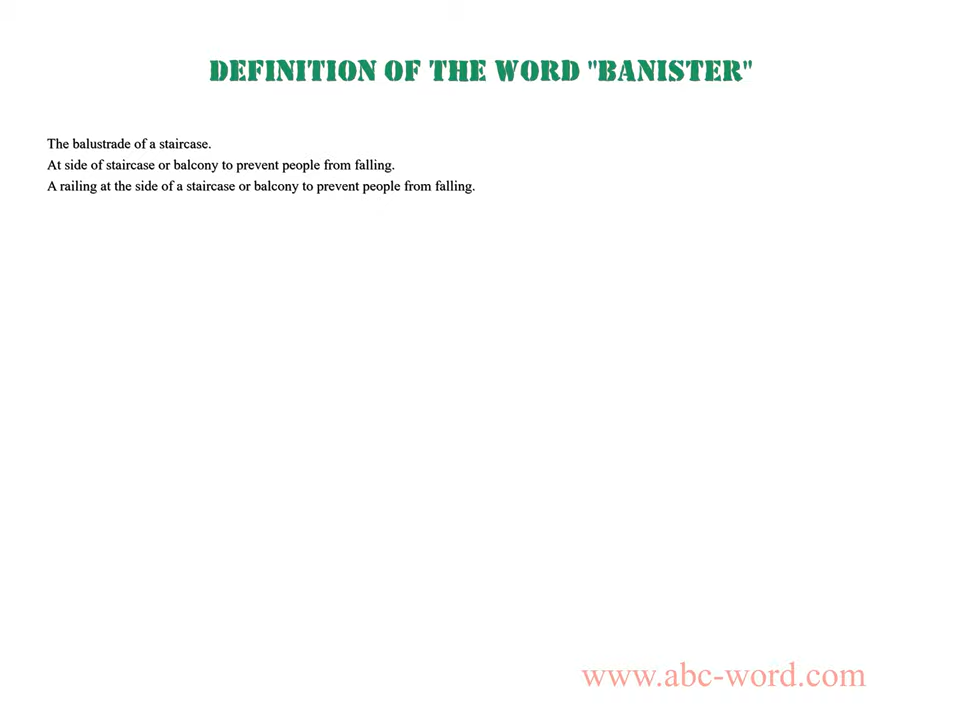 DEFINITION OF THE WORD "BANISTER"
The balustrade of a staircase.
At side of staircase or balcony to prevent people from falling.
A railing at the side of a staircase or balcony to prevent people from falling.
www.abc-word.com